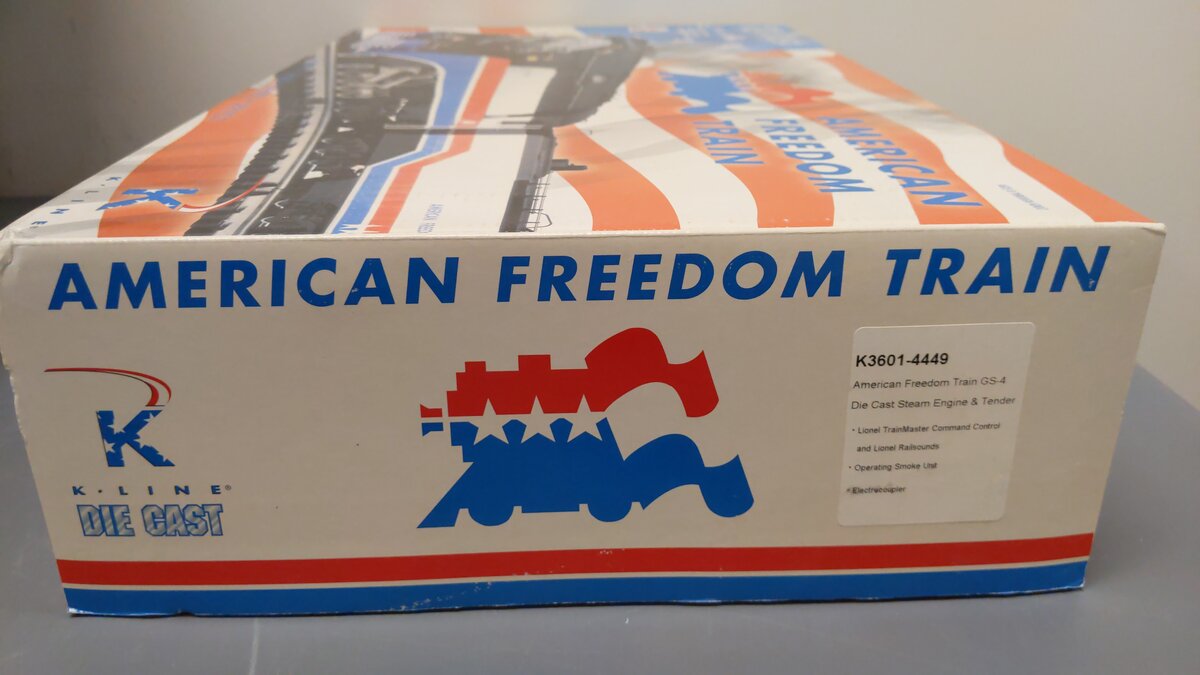 AMERICAN
FREEDOM
TRAIN
K·LINE
AMERICAN FREEDOM TRAIN
K
K·LINE®
DIE CAST
K3601-4449
American Freedom Train GS-4
Die Cast Steam Engine & Tender
• Lionel TrainMaster Command Control
and Lionel Railsounds
• Operating Smoke Unit
• Electrocoupler